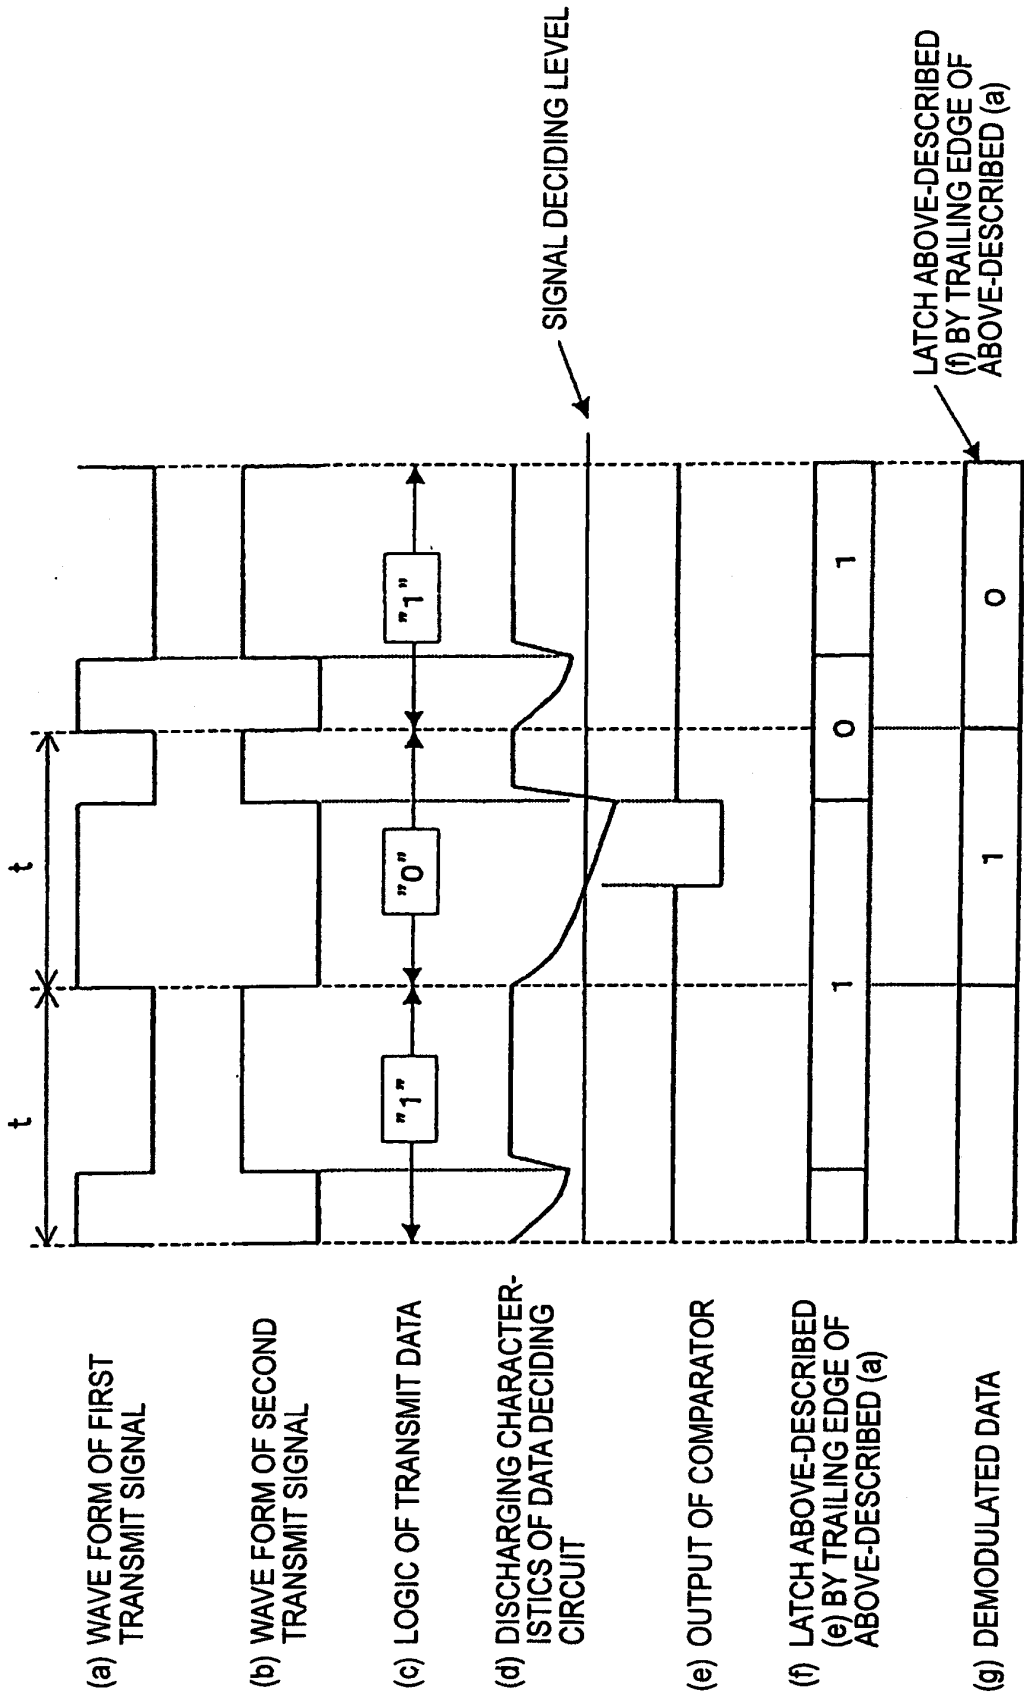 t
t
(a) WAVE FORM OF FIRST
TRANSMIT SIGNAL
(b) WAVE FORM OF SECOND
TRANSMIT SIGNAL
(c) LOGIC OF TRANSMIT DATA
"1"
"0"
"1"
(d) DISCHARGING CHARACTER-
ISTICS OF DATA DECIDING
CIRCUIT
SIGNAL DECIDING LEVEL
(e) OUTPUT OF COMPARATOR
(f) LATCH ABOVE-DESCRIBED
(e) BY TRAILING EDGE OF
ABOVE-DESCRIBED (a)
1
0
1
LATCH ABOVE-DESCRIBED
(f) BY TRAILING EDGE OF
ABOVE-DESCRIBED (a)
(g) DEMODULATED DATA
1
0